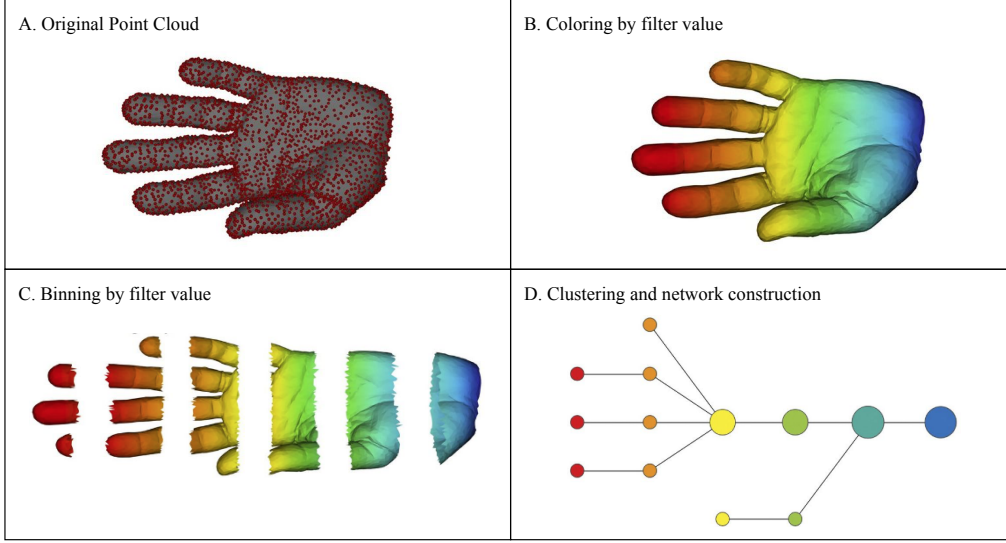 A. Original Point Cloud
B. Coloring by filter value
C. Binning by filter value
D. Clustering and network construction